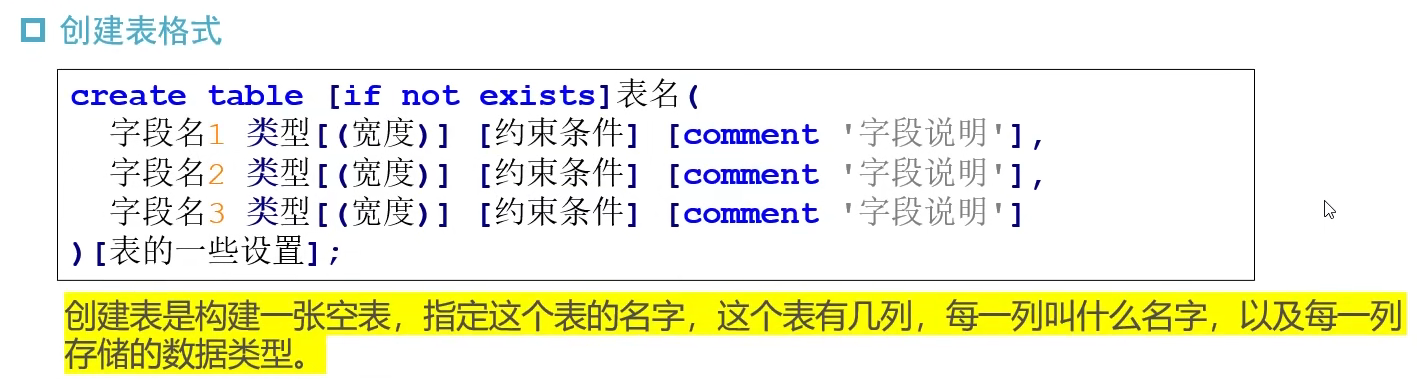 创建表格式
create table [if not exists]表名(
字段名1 类型[(宽度)] [约束条件] [comment '字段说明'],
字段名2 类型[(宽度)] [约束条件] [comment '字段说明'],
字段名3 类型[(宽度)] [约束条件] [comment '字段说明']
)[表的一些设置];
创建表是构建一张空表，指定这个表的名字，这个表有几列，每一列叫什么名字，以及每一列
存储的数据类型。